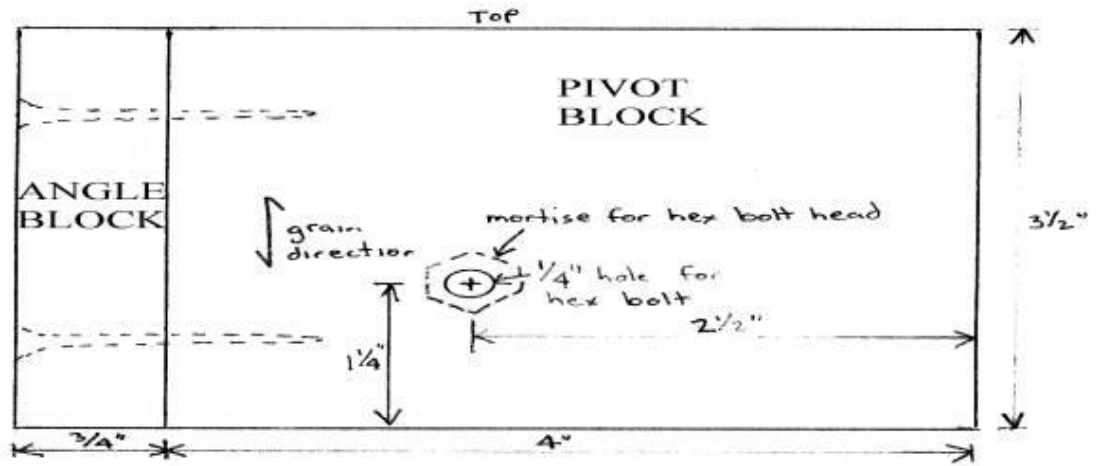 TOP
PIVOT
BLOCK
ANGLE
BLOCK
grain
direction
mortise for hex bolt head
1/4" hole for
hex bolt
3 1/2"
2 1/2"
1 1/4"
3/4"
4"